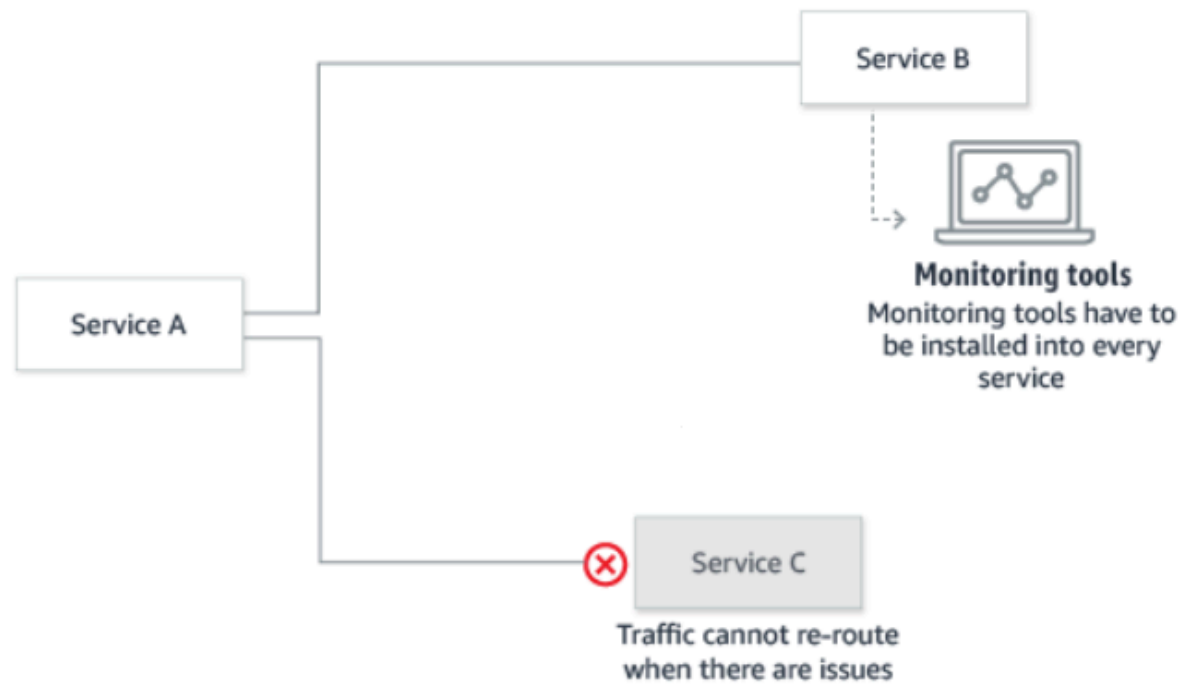 Service B
Monitoring tools
Monitoring tools have to
be installed into every
service
Service A
Service C
Traffic cannot re-route
when there are issues